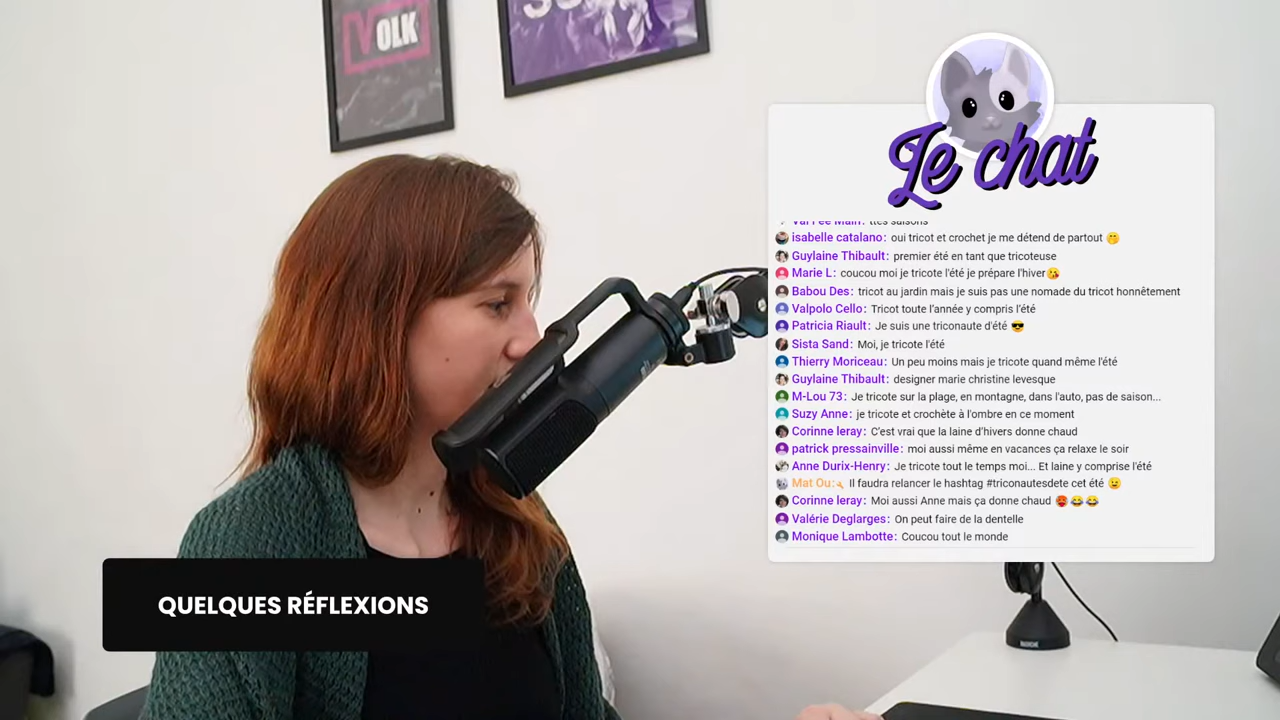 VOLK
Le chat
ttes saisons
isabelle catalano: oui tricot et crochet je me détend de partout 🤭
Guylaine Thibault: premier été en tant que tricoteuse
Marie L: coucou moi je tricote l'été je prépare l'hiver😘
Babou Des: tricot au jardin mais je suis pas une nomade du tricot honnêtement
Valpolo Cello: Tricot toute l'année y compris l'été
Patricia Riault: Je suis une triconaute d'été 😎
Sista Sand: Moi, je tricote l'été
Thierry Moriceau: Un peu moins mais je tricote quand même l'été
Guylaine Thibault: designer marie christine levesque
M-Lou 73: Je tricote sur la plage, en montagne, dans l'auto, pas de saison...
Suzy Anne: je tricote et crochète à l'ombre en ce moment
Corinne leray: C'est vrai que la laine d'hivers donne chaud
patrick pressainville: moi aussi même en vacances ça relaxe le soir
Anne Durix-Henry: Je tricote tout le temps moi... Et laine y comprise l'été
Mat Ou: Il faudra relancer le hashtag #triconautesdete cet été 😉
Corinne leray: Moi aussi Anne mais ça donne chaud 🥵😂😂
Valérie Deglarges: On peut faire de la dentelle
Monique Lambotte: Coucou tout le monde
QUELQUES RÉFLEXIONS
RODE